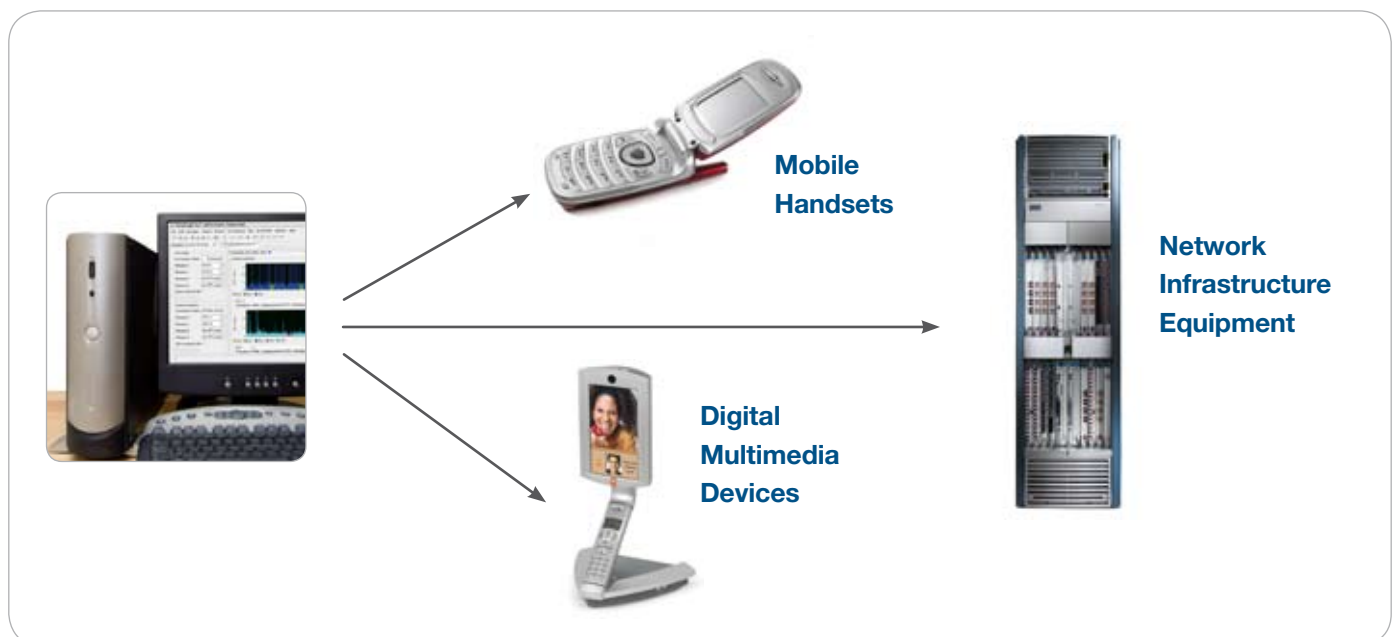 Mobile
Handsets
Network
Infrastructure
Equipment
Digital
Multimedia
Devices